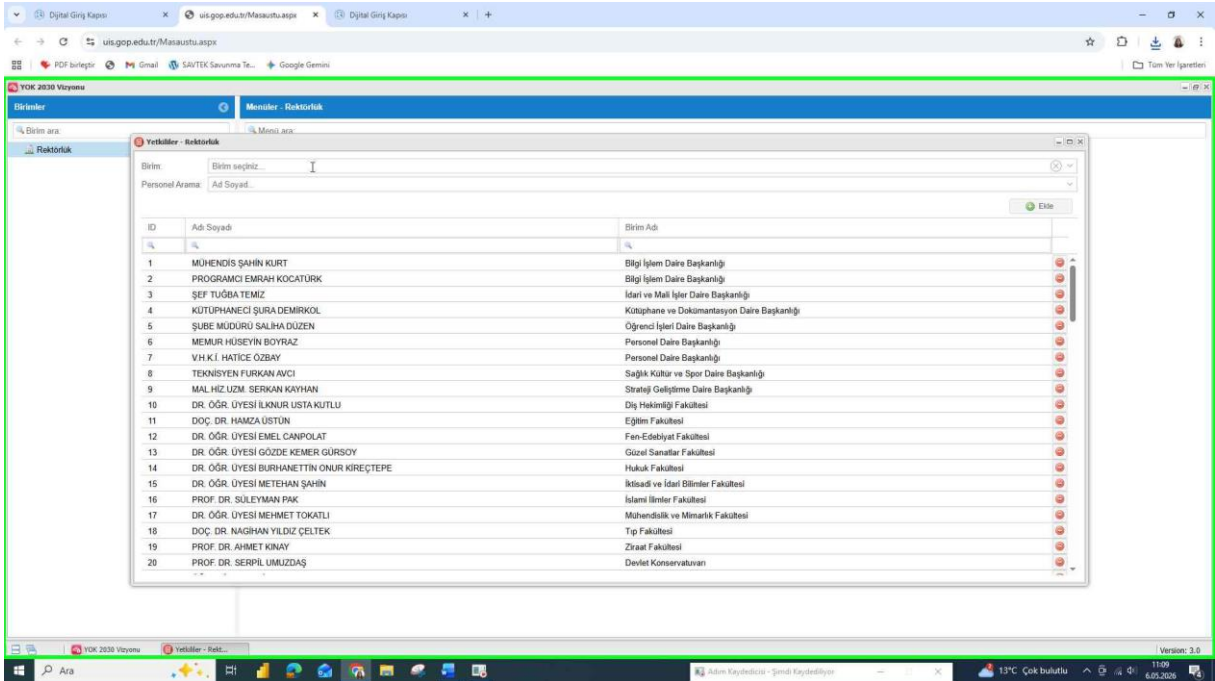 Dijital Giriş Kapısı
uis.gop.edu.tr/Masaustu.aspx
Dijital Giriş Kapısı
uis.gop.edu.tr/Masaustu.aspx
PDF birleştir
Gmail
SAVTEK Savunma Te...
Google Gemini
Tüm Yer İşaretleri
YOK 2030 Vizyonu
Birimler
Menüler - Rektörlük
Birim ara
Menü ara
Rektörlük
Yetkililer - Rektörlük
Birim: Birim seçiniz...
Personel Arama: Ad Soyad...
Ekle
ID Adı Soyadı Birim Adı
1 MÜHENDİS ŞAHİN KURT Bilgi İşlem Daire Başkanlığı
2 PROGRAMCI EMRAH KOCATÜRK Bilgi İşlem Daire Başkanlığı
3 ŞEF TUĞBA TEMİZ İdari ve Mali İşler Daire Başkanlığı
4 KÜTÜPHANECİ ŞURA DEMİRKOL Kütüphane ve Dokümantasyon Daire Başkanlığı
5 ŞUBE MÜDÜRÜ SALİHA DÜZEN Öğrenci İşleri Daire Başkanlığı
6 MEMUR HÜSEYİN BOYRAZ Personel Daire Başkanlığı
7 V.H.K.İ. HATİCE ÖZBAY Personel Daire Başkanlığı
8 TEKNİSYEN FURKAN AVCI Sağlık Kültür ve Spor Daire Başkanlığı
9 MAL.HİZ.UZM. SERKAN KAYHAN Strateji Geliştirme Daire Başkanlığı
10 DR. ÖĞR. ÜYESİ İLKNUR USTA KUTLU Diş Hekimliği Fakültesi
11 DOÇ. DR. HAMZA ÜSTÜN Eğitim Fakültesi
12 DR. ÖĞR. ÜYESİ EMEL CANPOLAT Fen-Edebiyat Fakültesi
13 DR. ÖĞR. ÜYESİ GÖZDE KEMER GÜRSOY Güzel Sanatlar Fakültesi
14 DR. ÖĞR. ÜYESİ BURHANETTİN ONUR KİREÇTEPE Hukuk Fakültesi
15 DR. ÖĞR. ÜYESİ METEHAN ŞAHİN İktisadi ve İdari Bilimler Fakültesi
16 PROF. DR. SÜLEYMAN PAK İslami İlimler Fakültesi
17 DR. ÖĞR. ÜYESİ MEHMET TOKATLI Mühendislik ve Mimarlık Fakültesi
18 DOÇ. DR. NAGİHAN YILDIZ ÇELTEK Tıp Fakültesi
19 PROF. DR. AHMET KINAY Ziraat Fakültesi
20 PROF. DR. SERPİL UMUZDAŞ Devlet Konservatuvarı
YOK 2030 Vizyonu
Yetkililer - Rekt...
Version: 3.0
Ara
Adım Kaydedicisi - Şimdi Kaydediliyor
13°C Çok bulutlu
11:09
6.05.2026